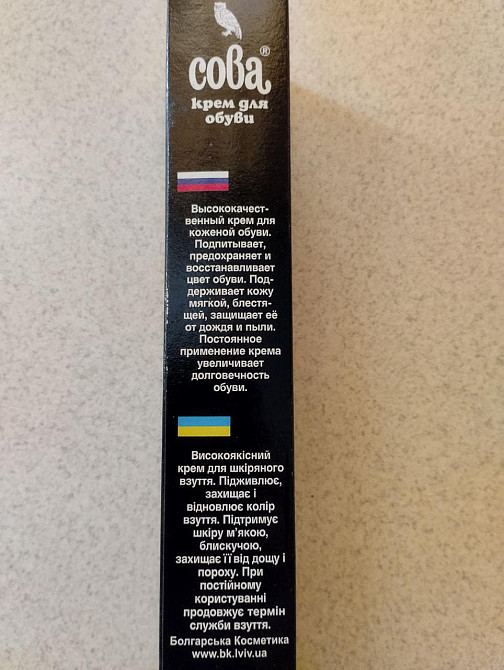 сова®
крем для
обуви
Высококачест-
венный крем для
коженой обуви.
Подпитывает,
предохраняет и
восстанавливает
цвет обуви. Под-
держивает кожу
мягкой, блестя-
щей, защищает её
от дождя и пыли.
Постоянное
применение крема
увеличивает
долговечность
обуви.
Високоякісний
крем для шкіряного
взуття. Підживлює,
захищає і
відновлює колір
взуття. Підтримує
шкіру м'якою,
блискучою,
захищає її від дощу і
пороху. При
постійному
користуванні
продовжує термін
служби взуття.
Болгарська Косметика
www.bk.lviv.ua